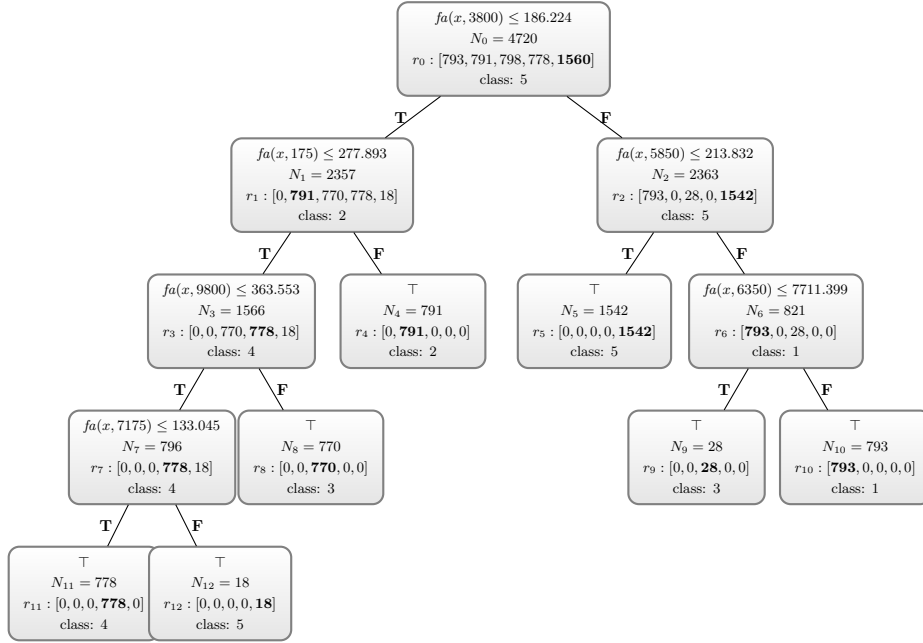 fa(x, 3800) ≤ 186.224
N₀ = 4720
r₀ : [793, 791, 798, 778, 1560]
class: 5
T
F
fa(x, 175) ≤ 277.893
N₁ = 2357
r₁ : [0, 791, 770, 778, 18]
class: 2
fa(x, 5850) ≤ 213.832
N₂ = 2363
r₂ : [793, 0, 28, 0, 1542]
class: 5
T
F
T
F
fa(x, 9800) ≤ 363.553
N₃ = 1566
r₃ : [0, 0, 770, 778, 18]
class: 4
⊤
N₄ = 791
r₄ : [0, 791, 0, 0, 0]
class: 2
⊤
N₅ = 1542
r₅ : [0, 0, 0, 0, 1542]
class: 5
fa(x, 6350) ≤ 7711.399
N₆ = 821
r₆ : [793, 0, 28, 0, 0]
class: 1
T
F
T
F
fa(x, 7175) ≤ 133.045
N₇ = 796
r₇ : [0, 0, 0, 778, 18]
class: 4
⊤
N₈ = 770
r₈ : [0, 0, 770, 0, 0]
class: 3
⊤
N₉ = 28
r₉ : [0, 0, 28, 0, 0]
class: 3
⊤
N₁₀ = 793
r₁₀ : [793, 0, 0, 0, 0]
class: 1
T
F
⊤
N₁₁ = 778
r₁₁ : [0, 0, 0, 778, 0]
class: 4
⊤
N₁₂ = 18
r₁₂ : [0, 0, 0, 0, 18]
class: 5